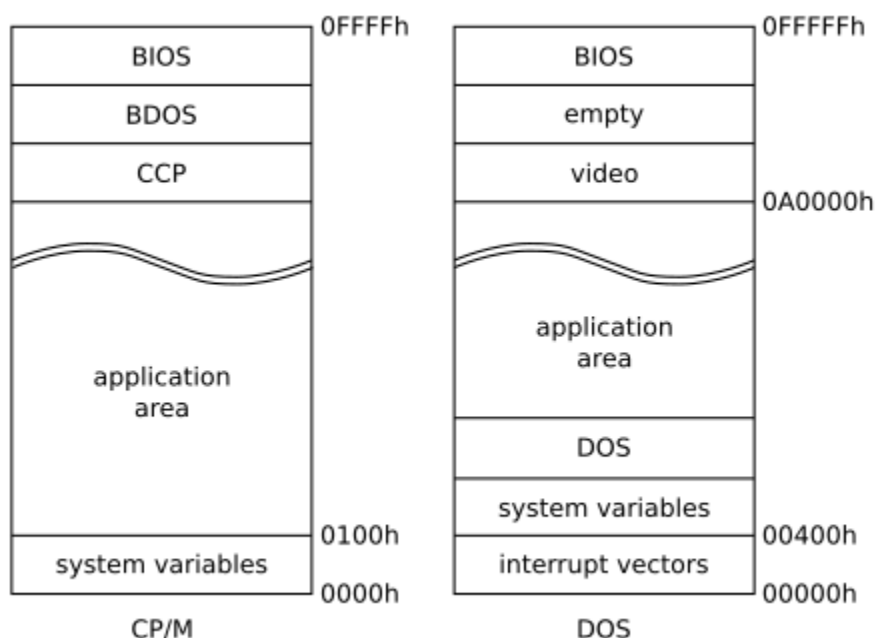 0FFFFh
BIOS
BDOS
CCP
application
area
0100h
system variables
0000h
CP/M
0FFFFFh
BIOS
empty
video
0A0000h
application
area
DOS
system variables
00400h
interrupt vectors
00000h
DOS